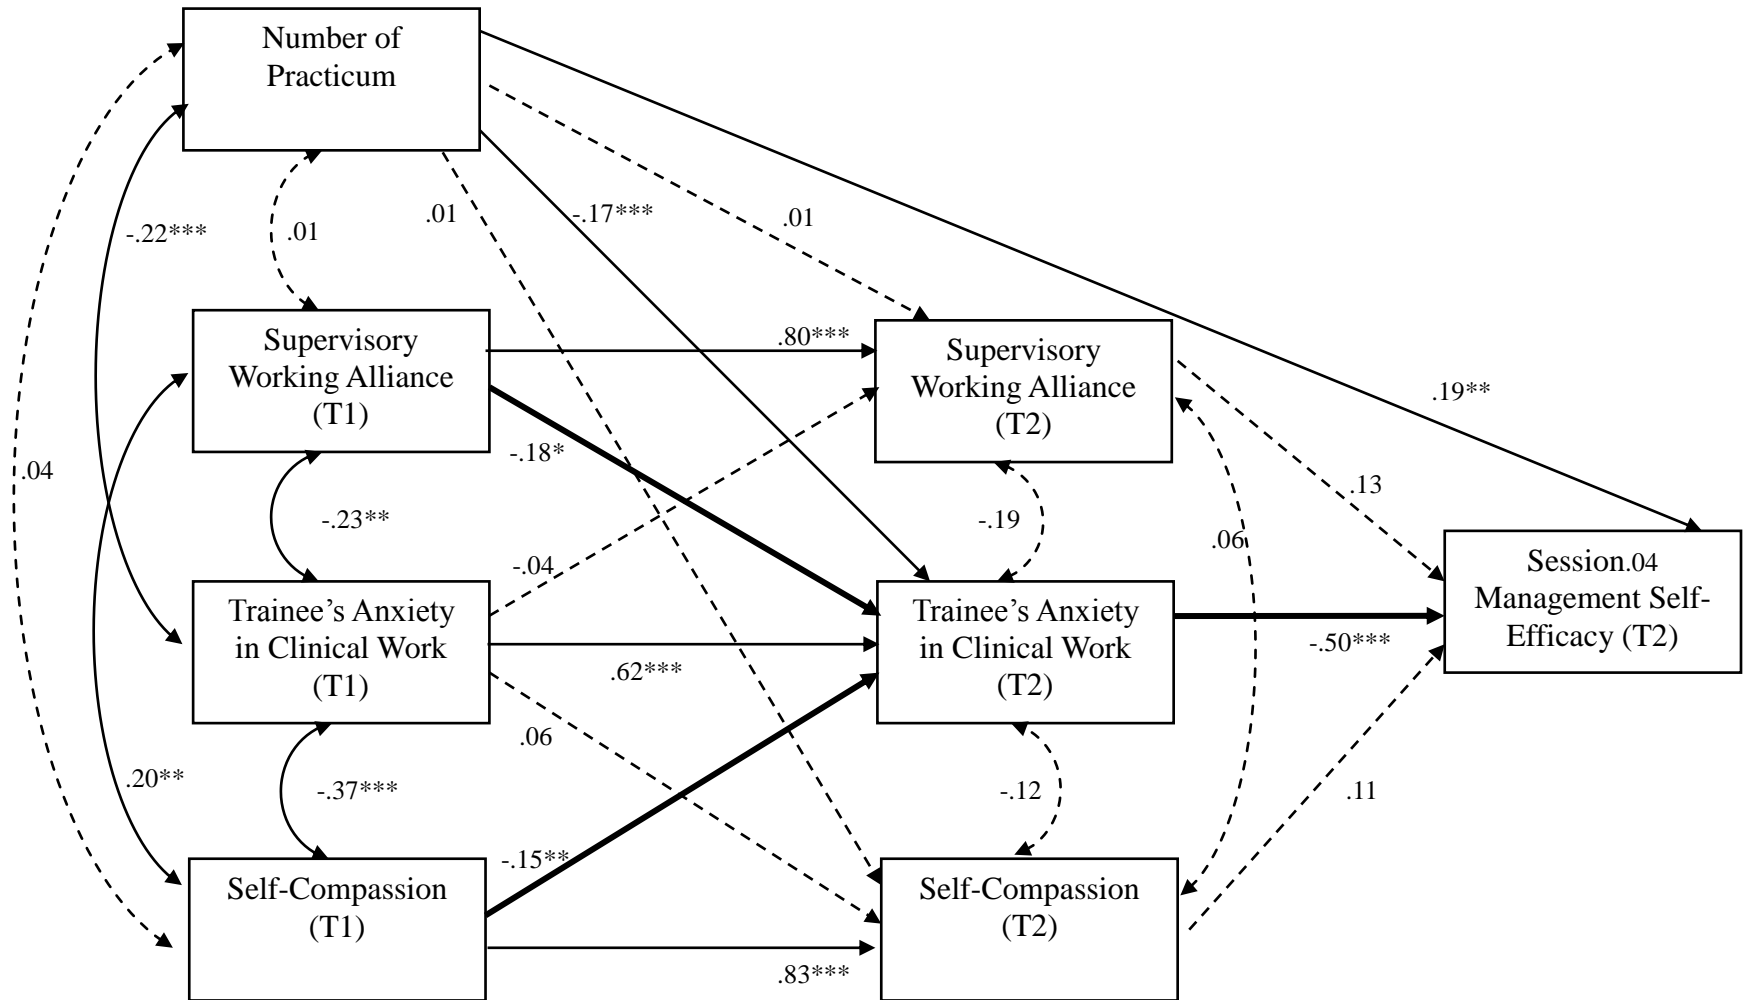 Number of
Practicum
.01
-.17***
.01
-.22***
.01
Supervisory
Working Alliance
(T1)
.80***
Supervisory
Working Alliance
(T2)
.19**
-.18*
.04
.13
-.23**
-.19
.06
-.04
Trainee’s Anxiety
in Clinical Work
(T1)
Trainee’s Anxiety
in Clinical Work
(T2)
Session.04
Management Self-
Efficacy (T2)
-.50***
.62***
.06
.20**
-.37***
-.12
.11
-.15**
Self-Compassion
(T1)
Self-Compassion
(T2)
.83***